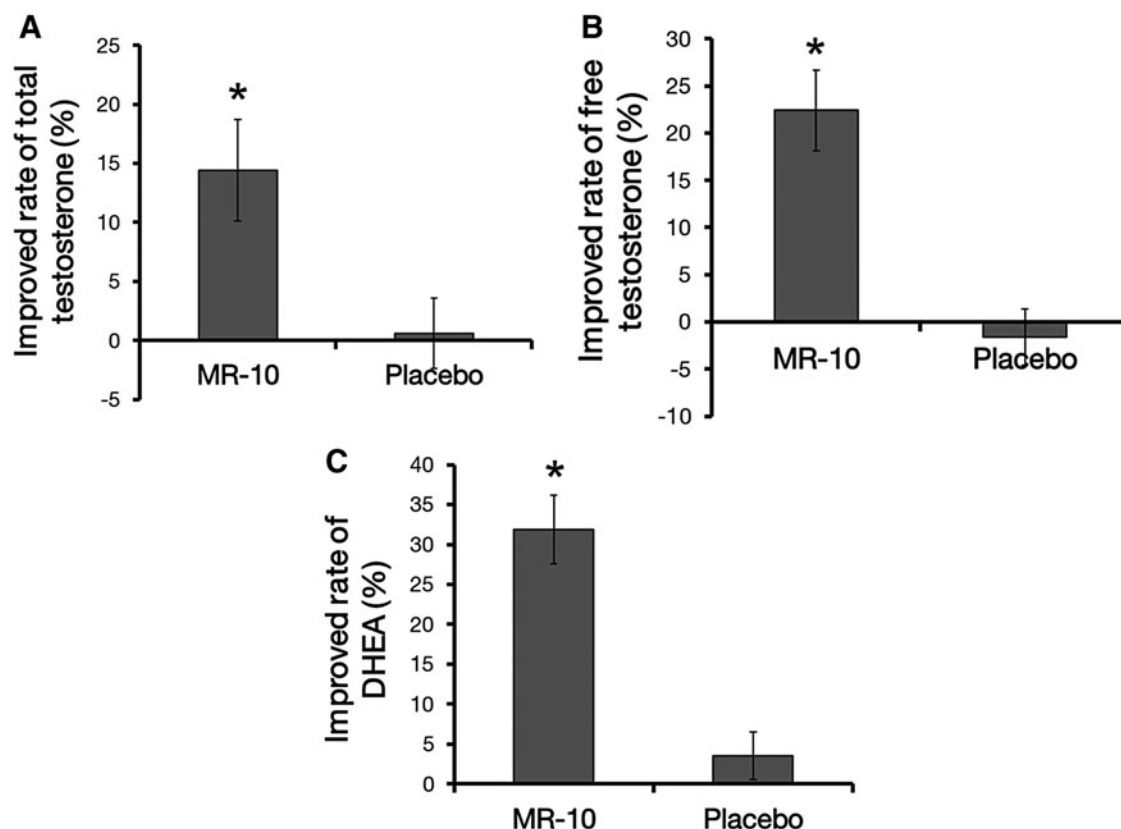 A
Improved rate of total
testosterone (%)
25
20
15
10
5
0
-5
*
MR-10
Placebo
B
Improved rate of free
testosterone (%)
30
25
20
15
10
5
0
-5
-10
*
MR-10
Placebo
C
Improved rate of
DHEA (%)
40
35
30
25
20
15
10
5
0
*
MR-10
Placebo